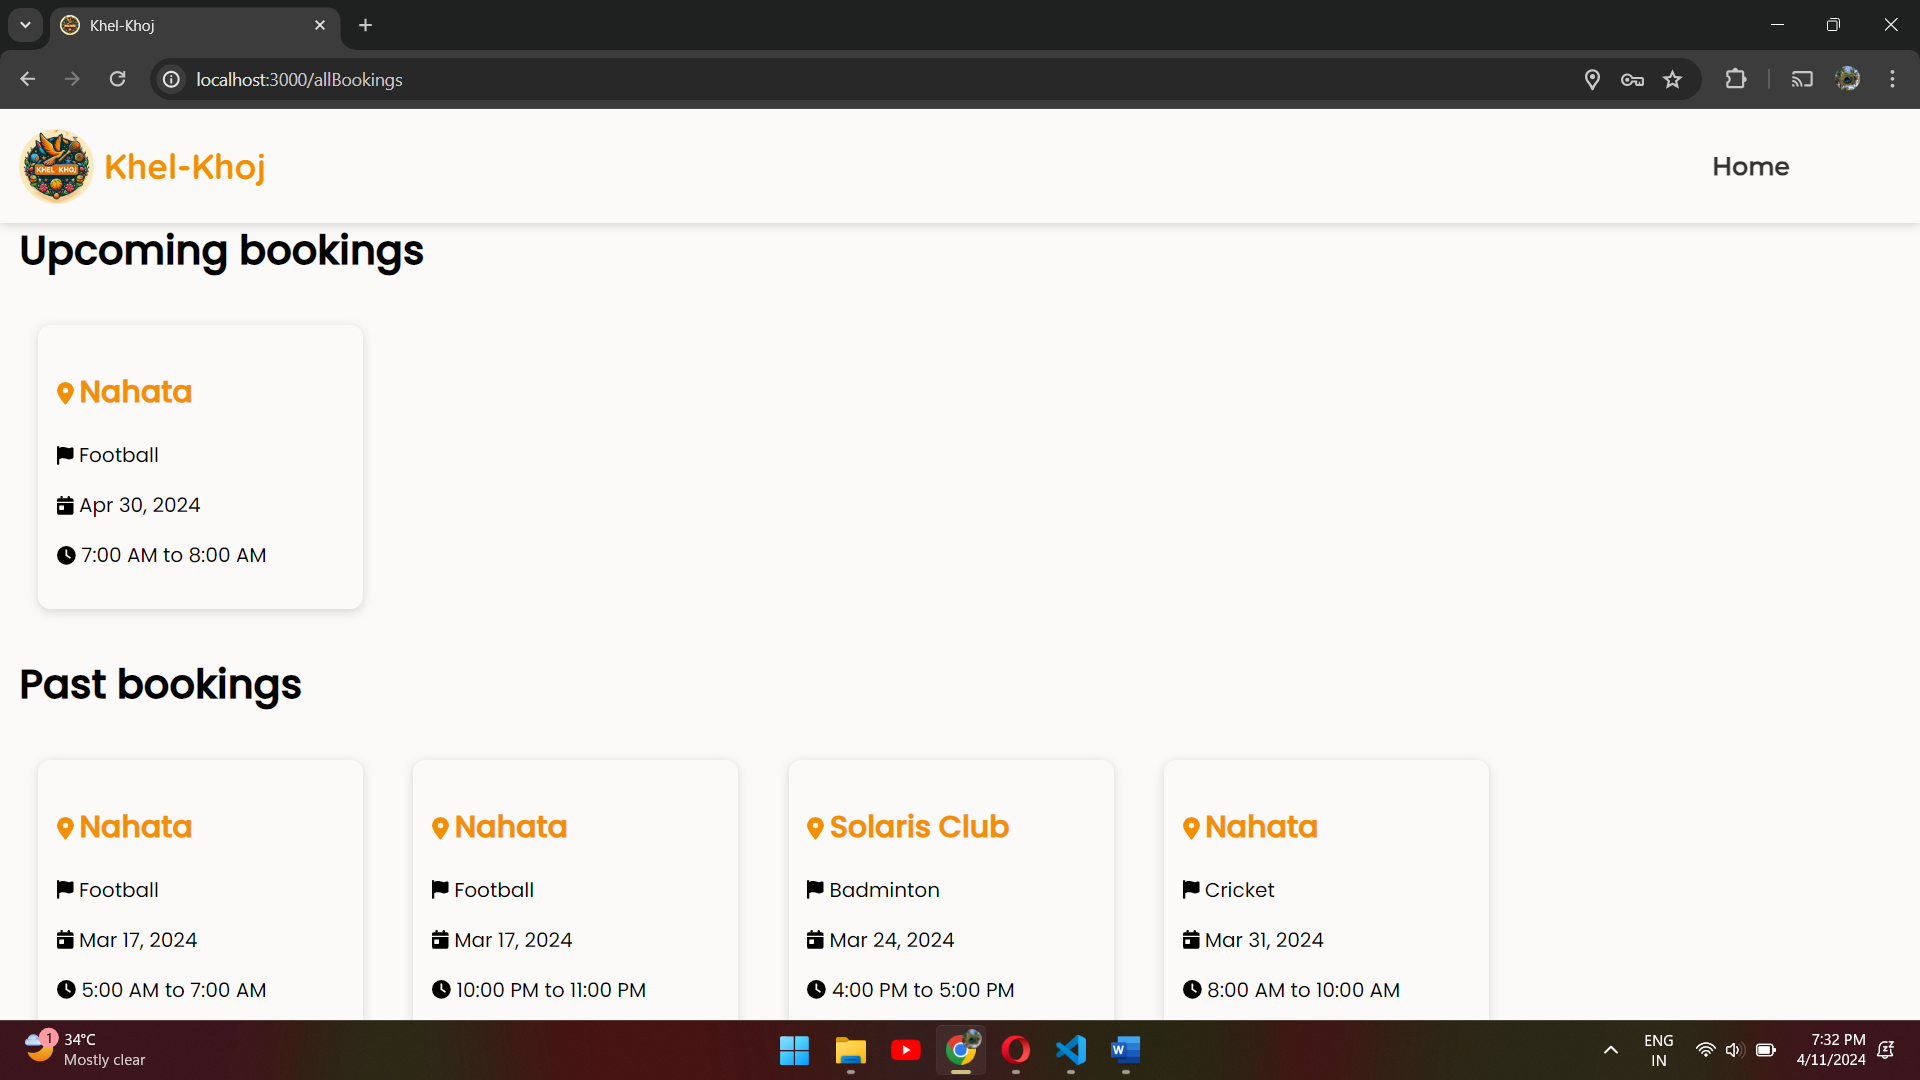 Khel-Khoj
localhost:3000/allBookings
KHEL KHOJ
Khel-Khoj
Home
Upcoming bookings
Nahata
Football
Apr 30, 2024
7:00 AM to 8:00 AM
Past bookings
Nahata
Football
Mar 17, 2024
5:00 AM to 7:00 AM
Nahata
Football
Mar 17, 2024
10:00 PM to 11:00 PM
Solaris Club
Badminton
Mar 24, 2024
4:00 PM to 5:00 PM
Nahata
Cricket
Mar 31, 2024
8:00 AM to 10:00 AM
1
34°C
Mostly clear
W
ENG
IN
7:32 PM
4/11/2024